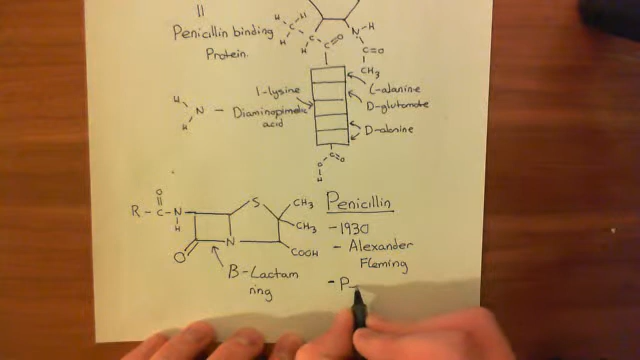 ||
Penicillin binding
Protein.
H
H
C
H
H
C
H
C=O
N-H
C=O
CH3
l-lysine
Diaminopimelic
acid
H
N
H
L-alanine
D-glutamate
D-alanine
C=O
O
H
R-C-N
O
H
S
CH3
CH3
N
O
COOH
B-Lactam
ring
Penicillin
-1930
- Alexander
Fleming
- P